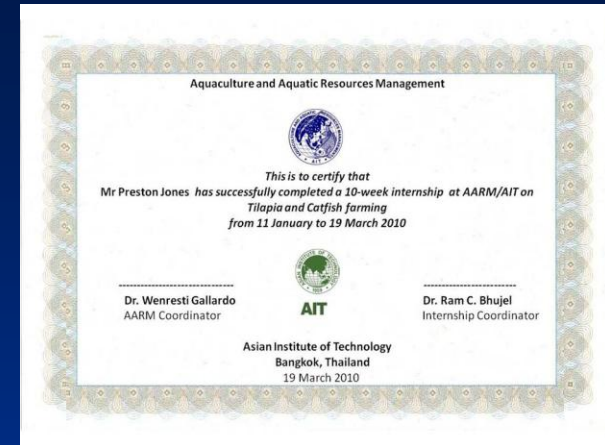 Aquaculture and Aquatic Resources Management
AIT
This is to certify that
Mr Preston Jones has successfully completed a 10-week internship at AARM/AIT on
Tilapia and Catfish farming
from 11 January to 19 March 2010
Dr. Wenresti Gallardo
AARM Coordinator
AIT
Dr. Ram C. Bhujel
Internship Coordinator
Asian Institute of Technology
Bangkok, Thailand
19 March 2010